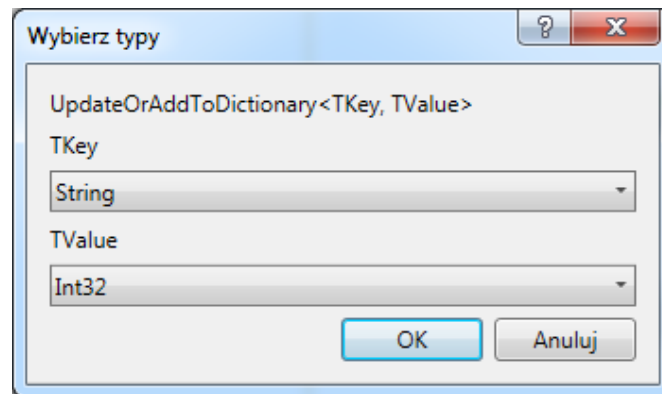 Wybierz typy
UpdateOrAddToDictionary<TKey, TValue>
TKey
String
TValue
Int32
OK Anuluj